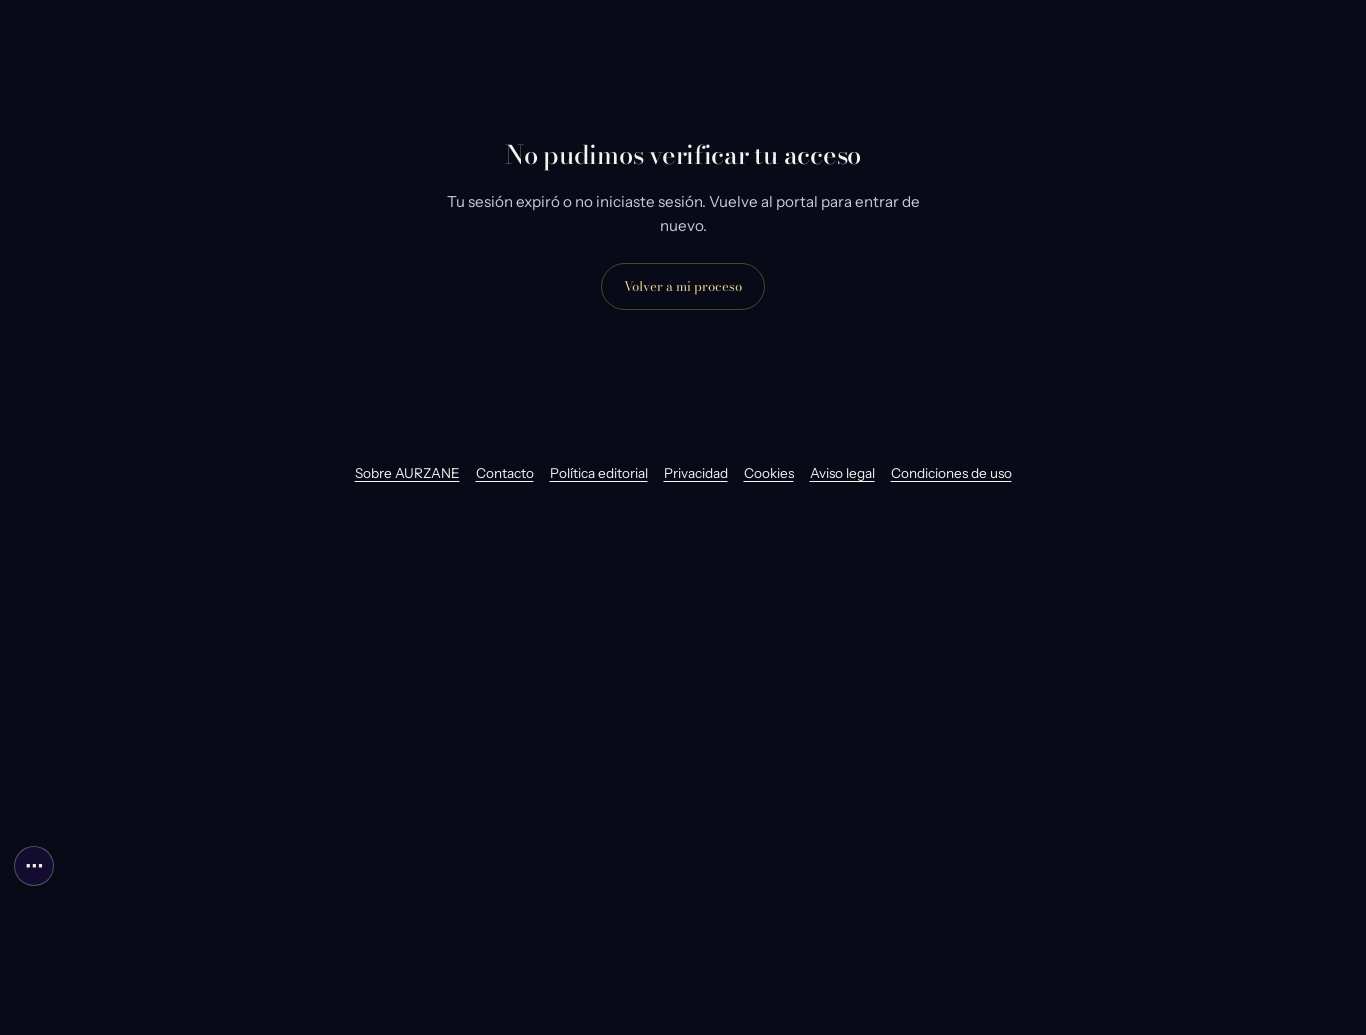 No pudimos verificar tu acceso
Tu sesión expiró o no iniciaste sesión. Vuelve al portal para entrar de
nuevo.
Volver a mi proceso
Sobre AURZANE Contacto Política editorial Privacidad Cookies Aviso legal Condiciones de uso